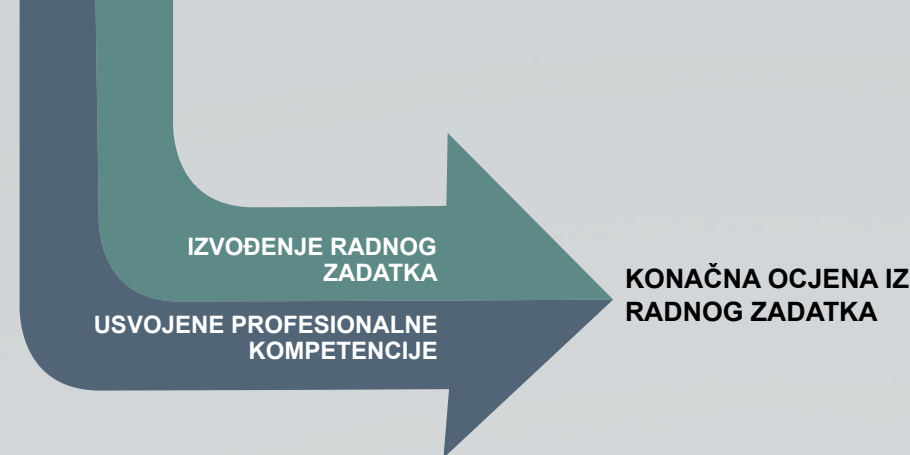 IZVOĐENJE RADNOG
ZADATKA
USVOJENE PROFESIONALNE
KOMPETENCIJE
KONAČNA OCJENA IZ
RADNOG ZADATKA